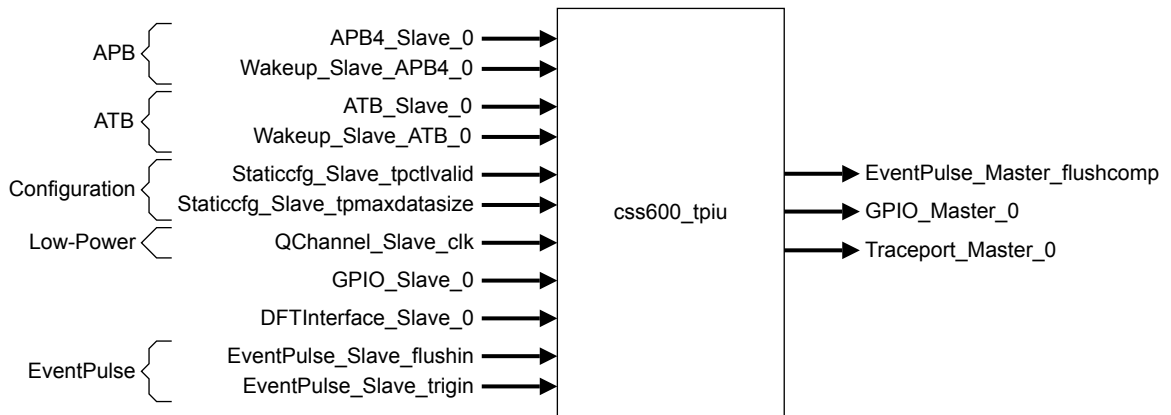 APB
APB4_Slave_0
Wakeup_Slave_APB4_0
ATB
ATB_Slave_0
Wakeup_Slave_ATB_0
Configuration
Staticcfg_Slave_tpctlvalid
Staticcfg_Slave_tpmaxdatasize
Low-Power
QChannel_Slave_clk
GPIO_Slave_0
DFTInterface_Slave_0
EventPulse
EventPulse_Slave_flushin
EventPulse_Slave_trigin
css600_tpiu
EventPulse_Master_flushcomp
GPIO_Master_0
Traceport_Master_0